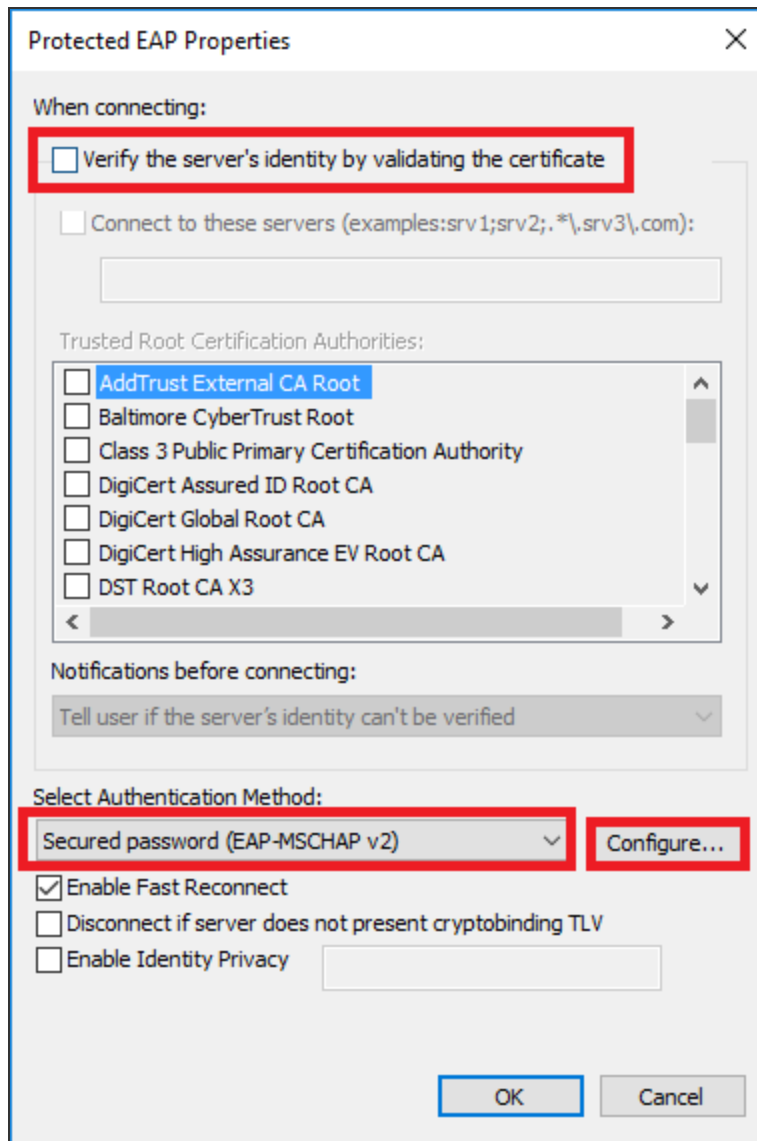 Protected EAP Properties
When connecting:
Verify the server's identity by validating the certificate
Connect to these servers (examples:srv1;srv2;.*\.srv3\.com):
Trusted Root Certification Authorities:
AddTrust External CA Root
Baltimore CyberTrust Root
Class 3 Public Primary Certification Authority
DigiCert Assured ID Root CA
DigiCert Global Root CA
DigiCert High Assurance EV Root CA
DST Root CA X3
Notifications before connecting:
Tell user if the server’s identity can't be verified
Select Authentication Method:
Secured password (EAP-MSCHAP v2)
Configure...
Enable Fast Reconnect
Disconnect if server does not present cryptobinding TLV
Enable Identity Privacy
OK
Cancel